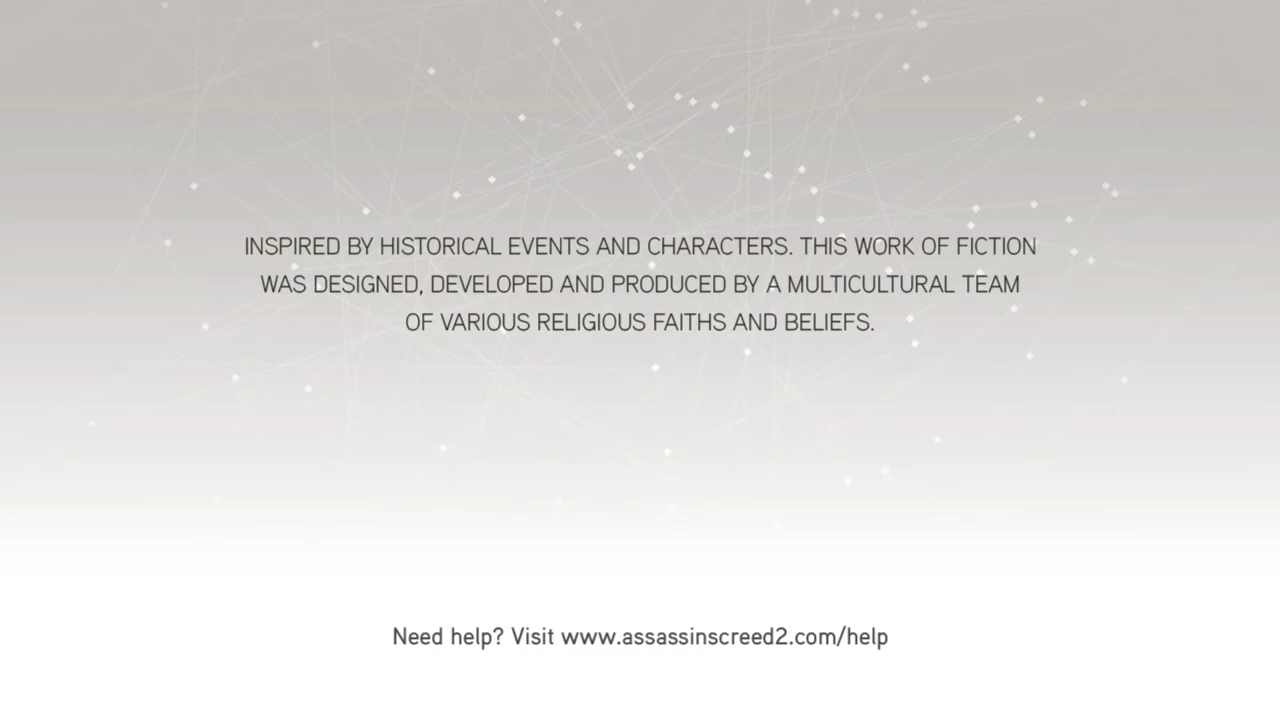 INSPIRED BY HISTORICAL EVENTS AND CHARACTERS. THIS WORK OF FICTION
WAS DESIGNED, DEVELOPED AND PRODUCED BY A MULTICULTURAL TEAM
OF VARIOUS RELIGIOUS FAITHS AND BELIEFS.
Need help? Visit www.assassinscreed2.com/help